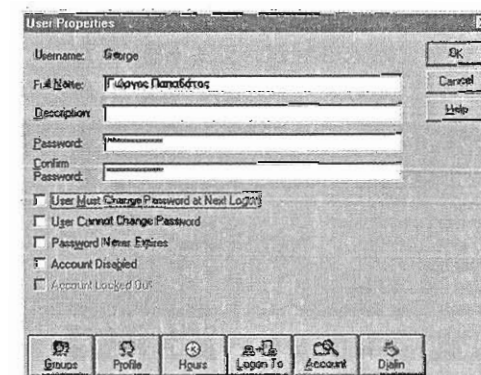 User Properties
Username: George
OK
Full Name: Γιώργος Παπαδάτος
Cancel
Description:
Help
Password:
Confirm
Password:
User Must Change Password at Next Logon
User Cannot Change Password
Password Never Expires
Account Disabled
Account Locked Out
Groups
Profile
Hours
Logon To
Account
Dialin